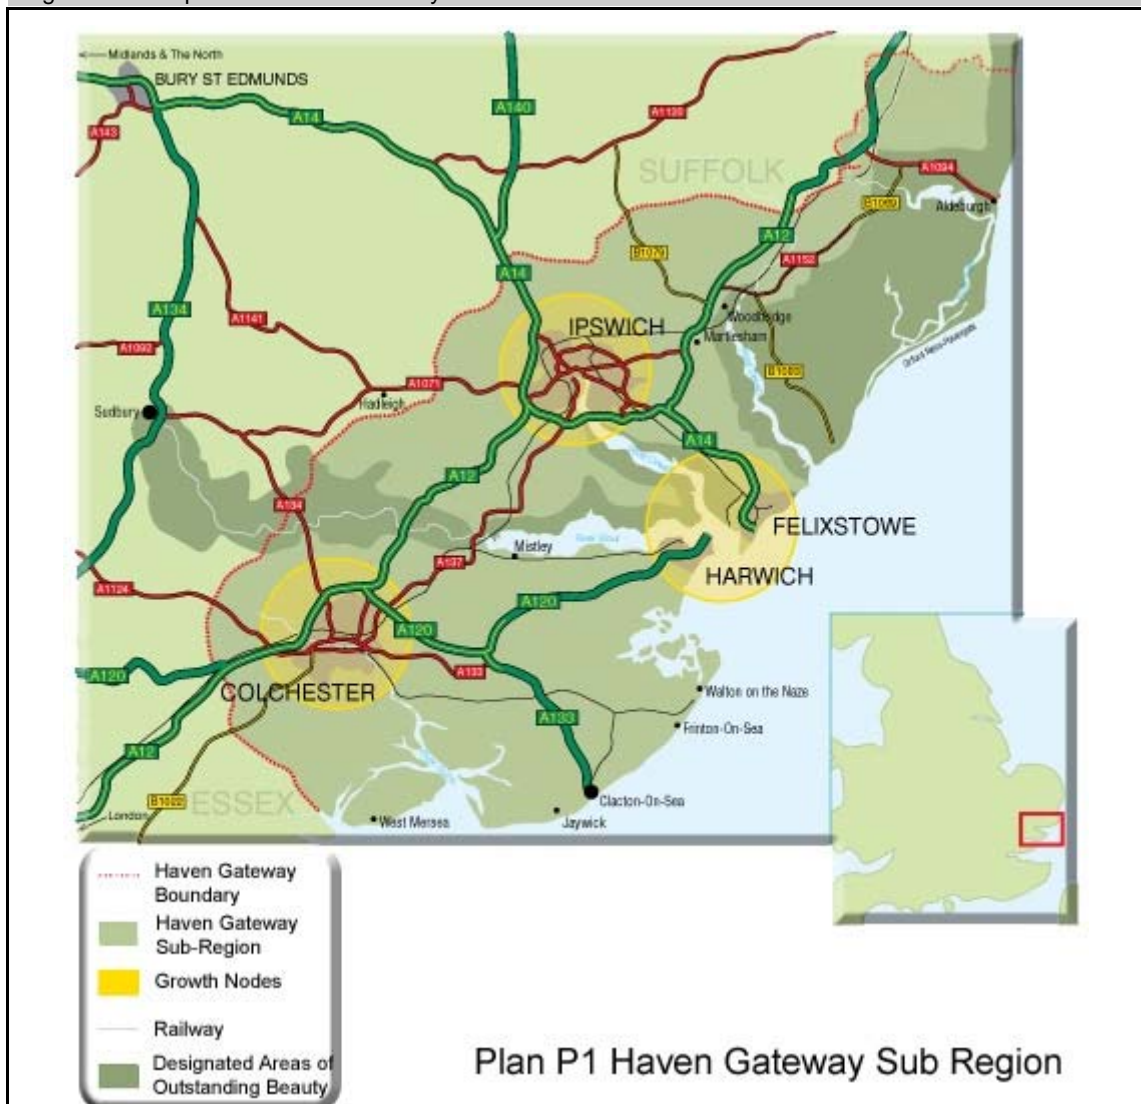 Midlands & The North
BURY ST EDMUNDS
A14
A140
A1120
A143
SUFFOLK
A1094
Aldeburgh
B1069
A12
B1079
A1152
A14
A134
A1141
IPSWICH
Woodbridge
Martlesham
A1092
B1083
A1071
Hadleigh
Sudbury
A14
A12
A134
FELIXSTOWE
Mistley
HARWICH
A137
A1124
A120
A120
A133
A120
COLCHESTER
Walton on the Naze
A133
Frinton-On-Sea
A12
B1022
ESSEX
London
Clacton-On-Sea
West Mersea
Jaywick
Haven Gateway
Boundary
Haven Gateway
Sub-Region
Growth Nodes
Railway
Designated Areas of
Outstanding Beauty
Plan P1 Haven Gateway Sub Region